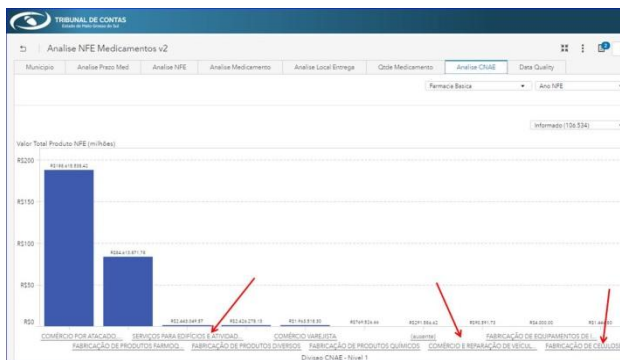 TRIBUNAL DE CONTAS
Estado de Mato Grosso do Sul
Analise NFE Medicamentos v2
Município Analise Prazo Med Analise NFE Analise Medicamento Analise Local Entrega Qtde Medicamento Analise CNAE Data Quality
Farmacia Basica Ano NFE
Informado (106.534)
Valor Total Produto NFE (milhões)
R$200
R$150
R$100
R$50
R$0
COMÉRCIO POR ATACADO,... SERVIÇOS PARA EDIFÍCIOS E ATIVIDAD... COMÉRCIO VAREJISTA (ausente) FABRICAÇÃO DE EQUIPAMENTOS DE I...
FABRICAÇÃO DE PRODUTOS FARMOQ... FABRICAÇÃO DE PRODUTOS DIVERSOS FABRICAÇÃO DE PRODUTOS QUÍMICOS COMÉRCIO E REPARAÇÃO DE VEÍCUL... FABRICAÇÃO DE CELULOS
Divisão CNAE - Nível 1